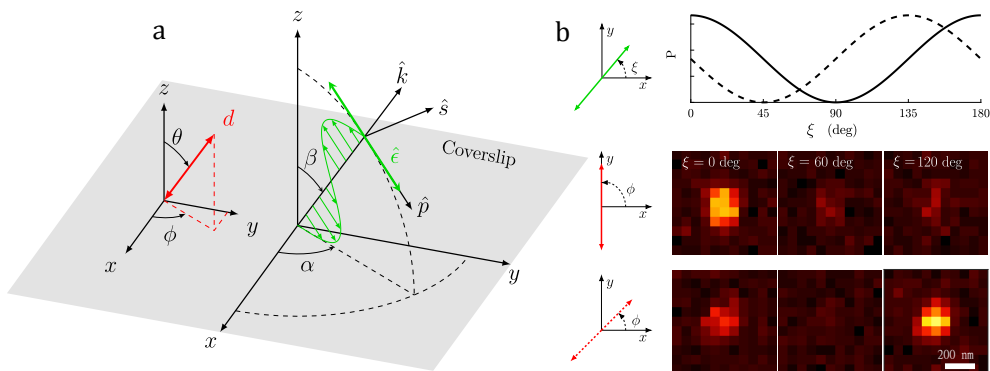 a
z
z
d
θ
y
ϕ
x
β
α
k̂
ŝ
ϵ̂
p̂
Coverslip
y
x
b
y
ξ
x
P
0
45
90
135
180
ξ (deg)
y
ϕ
x
ξ = 0 deg
ξ = 60 deg
ξ = 120 deg
y
ϕ
x
200 nm